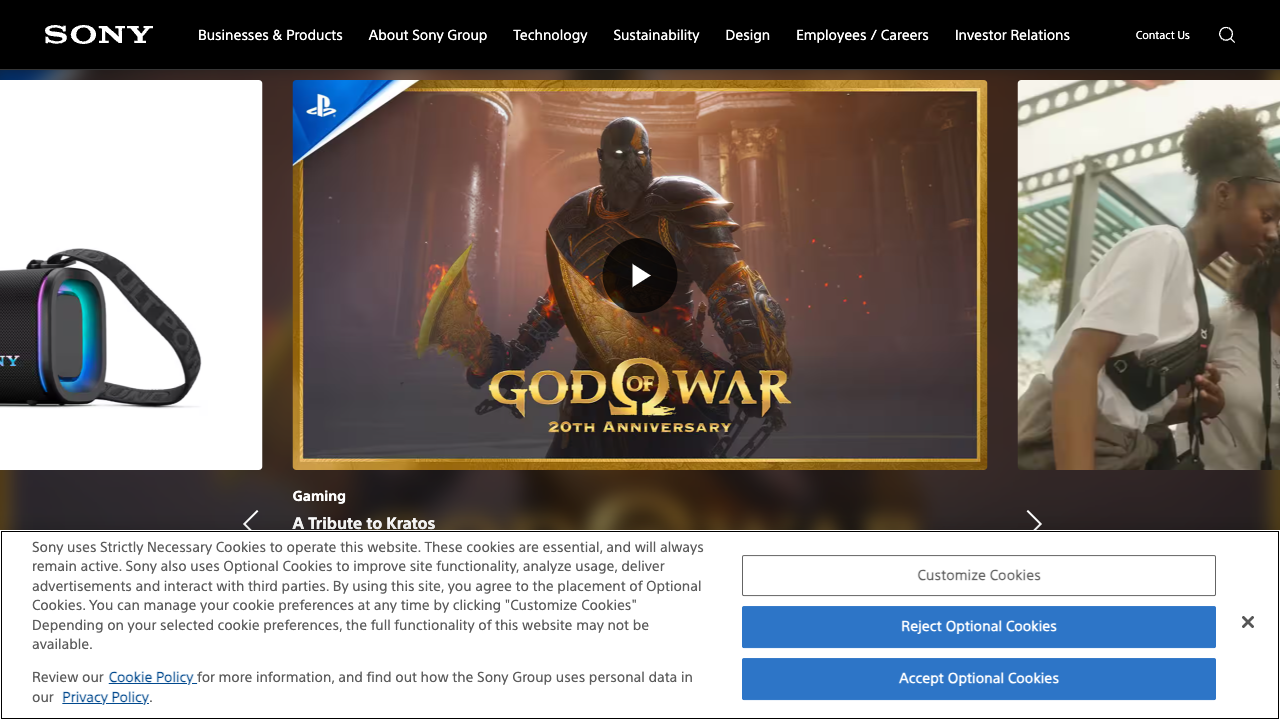 SONY
Businesses & Products
About Sony Group
Technology
Sustainability
Design
Employees / Careers
Investor Relations
Contact Us
ULT POW
NY
GOD OF WAR
20TH ANNIVERSARY
Gaming
A Tribute to Kratos
Sony uses Strictly Necessary Cookies to operate this website. These cookies are essential, and will always
remain active. Sony also uses Optional Cookies to improve site functionality, analyze usage, deliver
advertisements and interact with third parties. By using this site, you agree to the placement of Optional
Cookies. You can manage your cookie preferences at any time by clicking "Customize Cookies"
Depending on your selected cookie preferences, the full functionality of this website may not be
available.
Review our Cookie Policy for more information, and find out how the Sony Group uses personal data in
our Privacy Policy.
Customize Cookies
Reject Optional Cookies
Accept Optional Cookies